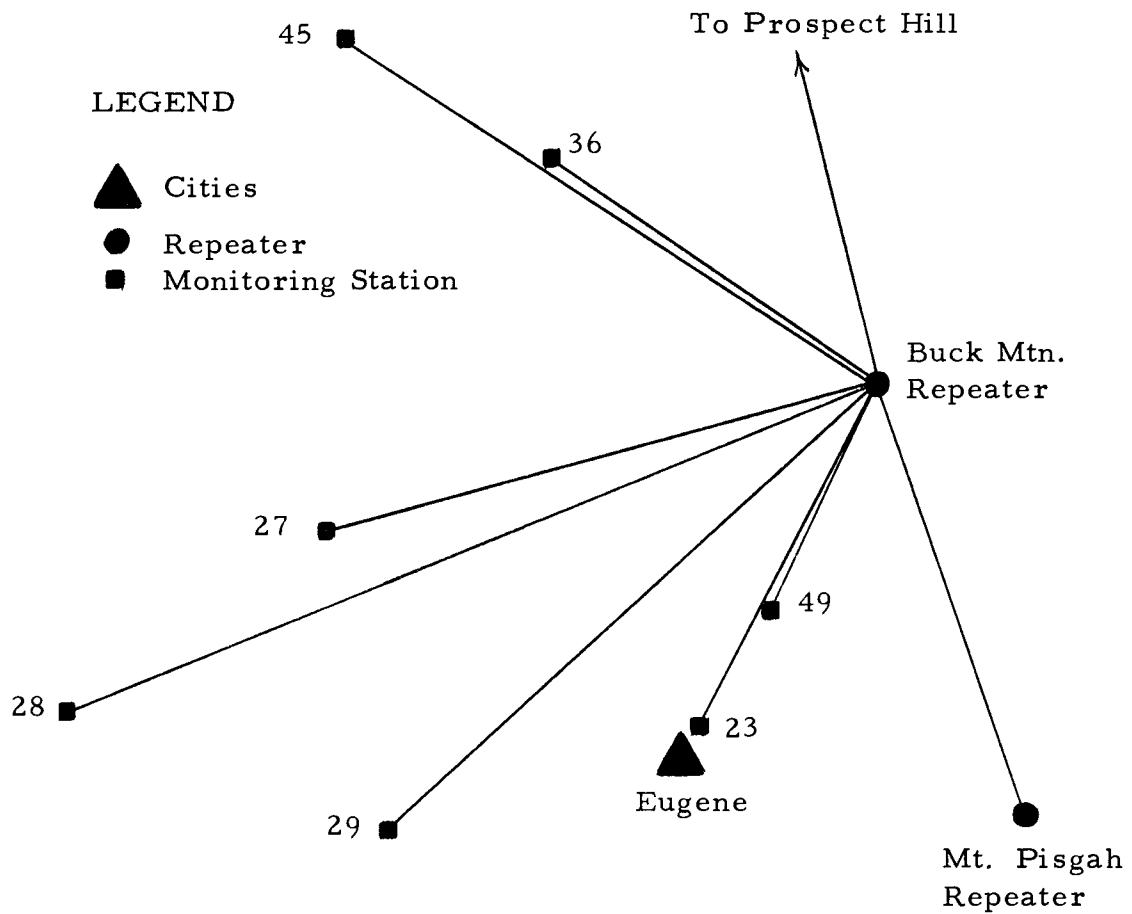 To Prospect Hill
45
LEGEND
36
Cities
Repeater
Monitoring Station
Buck Mtn.
Repeater
27
49
28
23
Eugene
29
Mt. Pisgah
Repeater